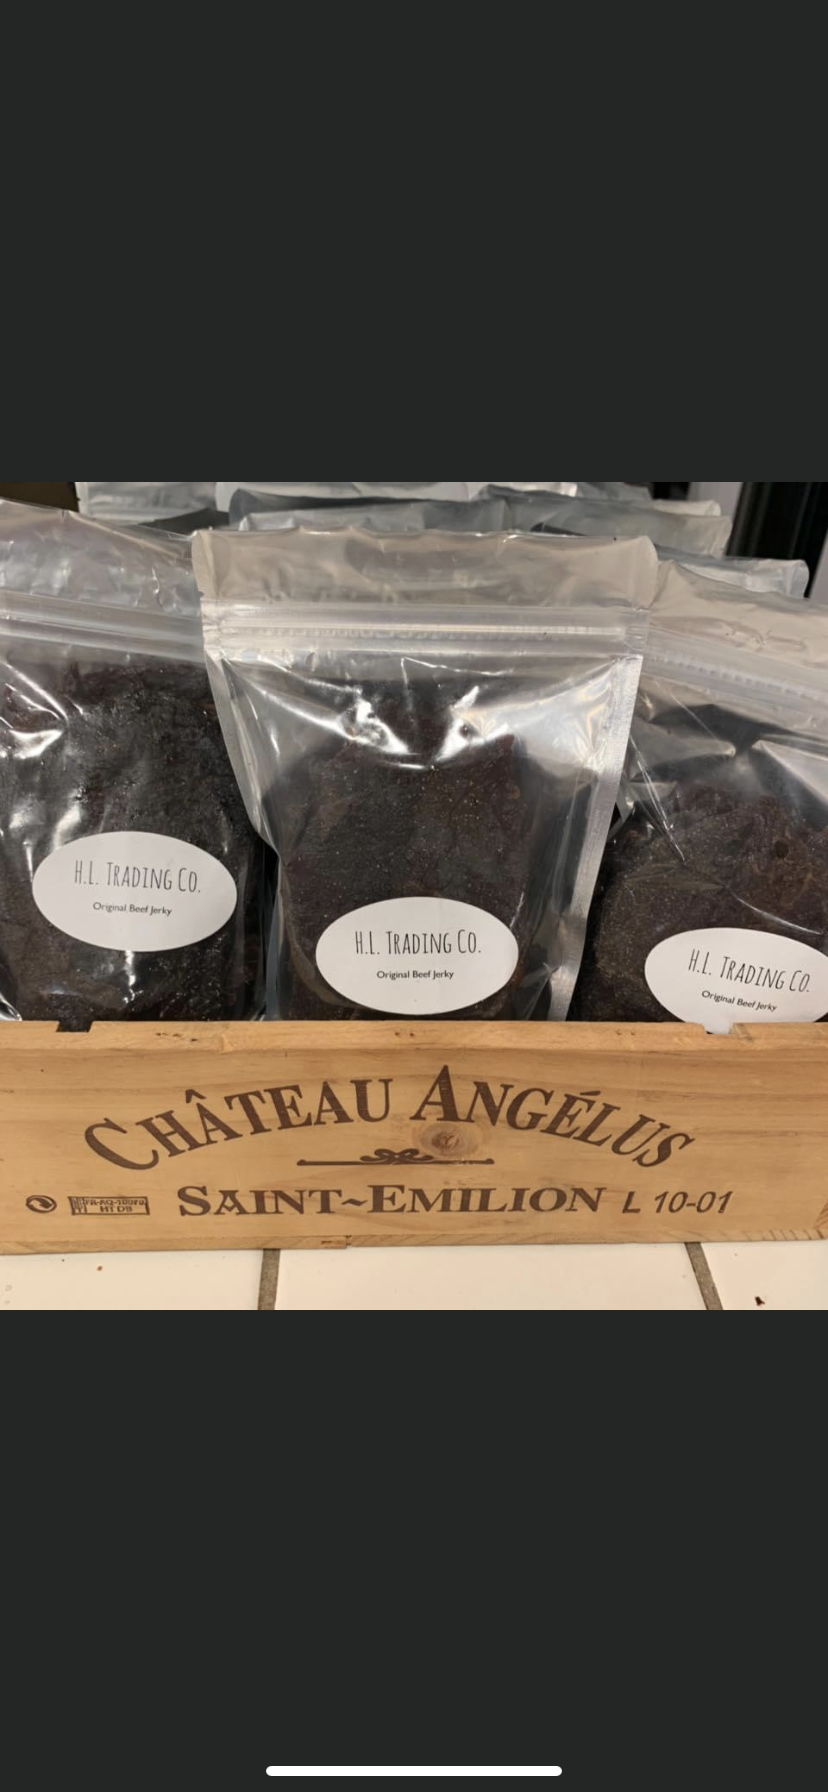 H.L. TRADING CO.
Original Beef Jerky
H.L. TRADING CO.
Original Beef Jerky
H.L. TRADING CO.
Original Beef Jerky
CHÂTEAU ANGÉLUS
SAINT~EMILION L 10-01